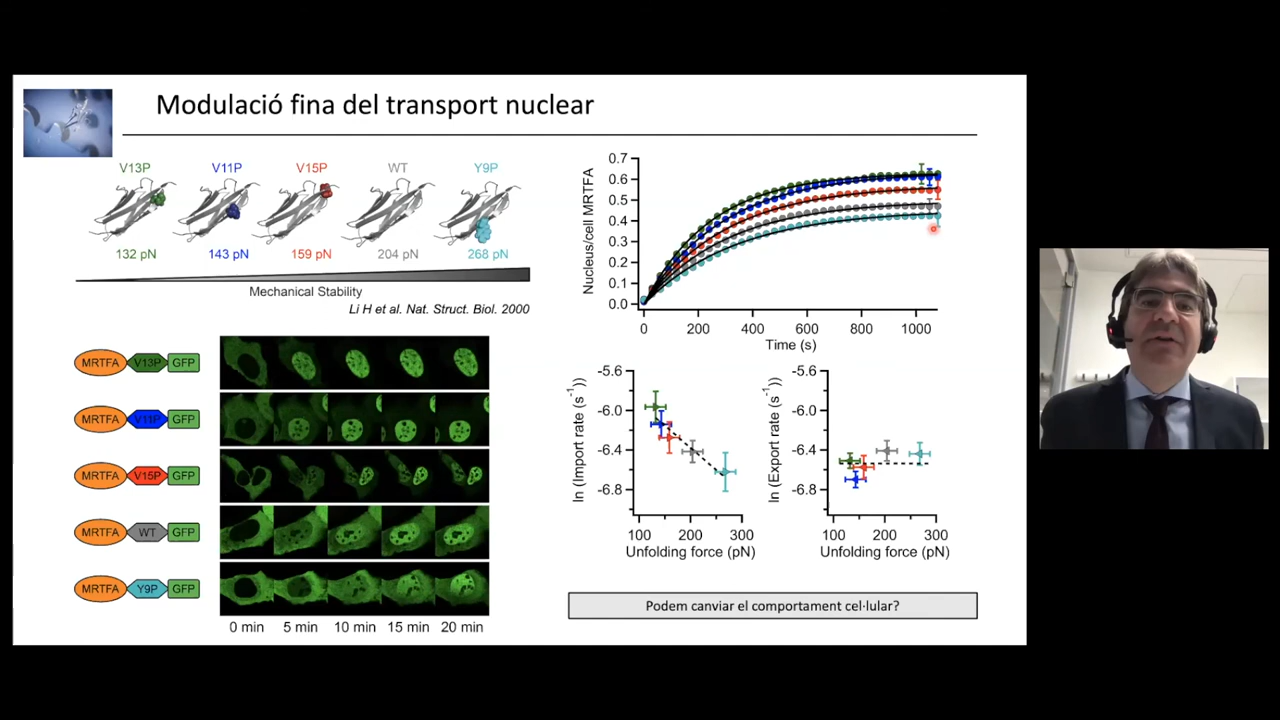 Modulació fina del transport nuclear
V13P V11P V15P WT Y9P
132 pN 143 pN 159 pN 204 pN 268 pN
Mechanical Stability
Li H et al. Nat. Struct. Biol. 2000
MRTFA V13P GFP
MRTFA V11P GFP
MRTFA V15P GFP
MRTFA WT GFP
MRTFA Y9P GFP
0 min 5 min 10 min 15 min 20 min
Nucleus/cell MRTFA
0.7
0.6
0.5
0.4
0.3
0.2
0.1
0.0
0 200 400 600 800 1000
Time (s)
ln (Import rate (s⁻¹))
-5.6
-6.0
-6.4
-6.8
100 200 300
Unfolding force (pN)
ln (Export rate (s⁻¹))
-5.6
-6.0
-6.4
-6.8
100 200 300
Unfolding force (pN)
Podem canviar el comportament cel·lular?